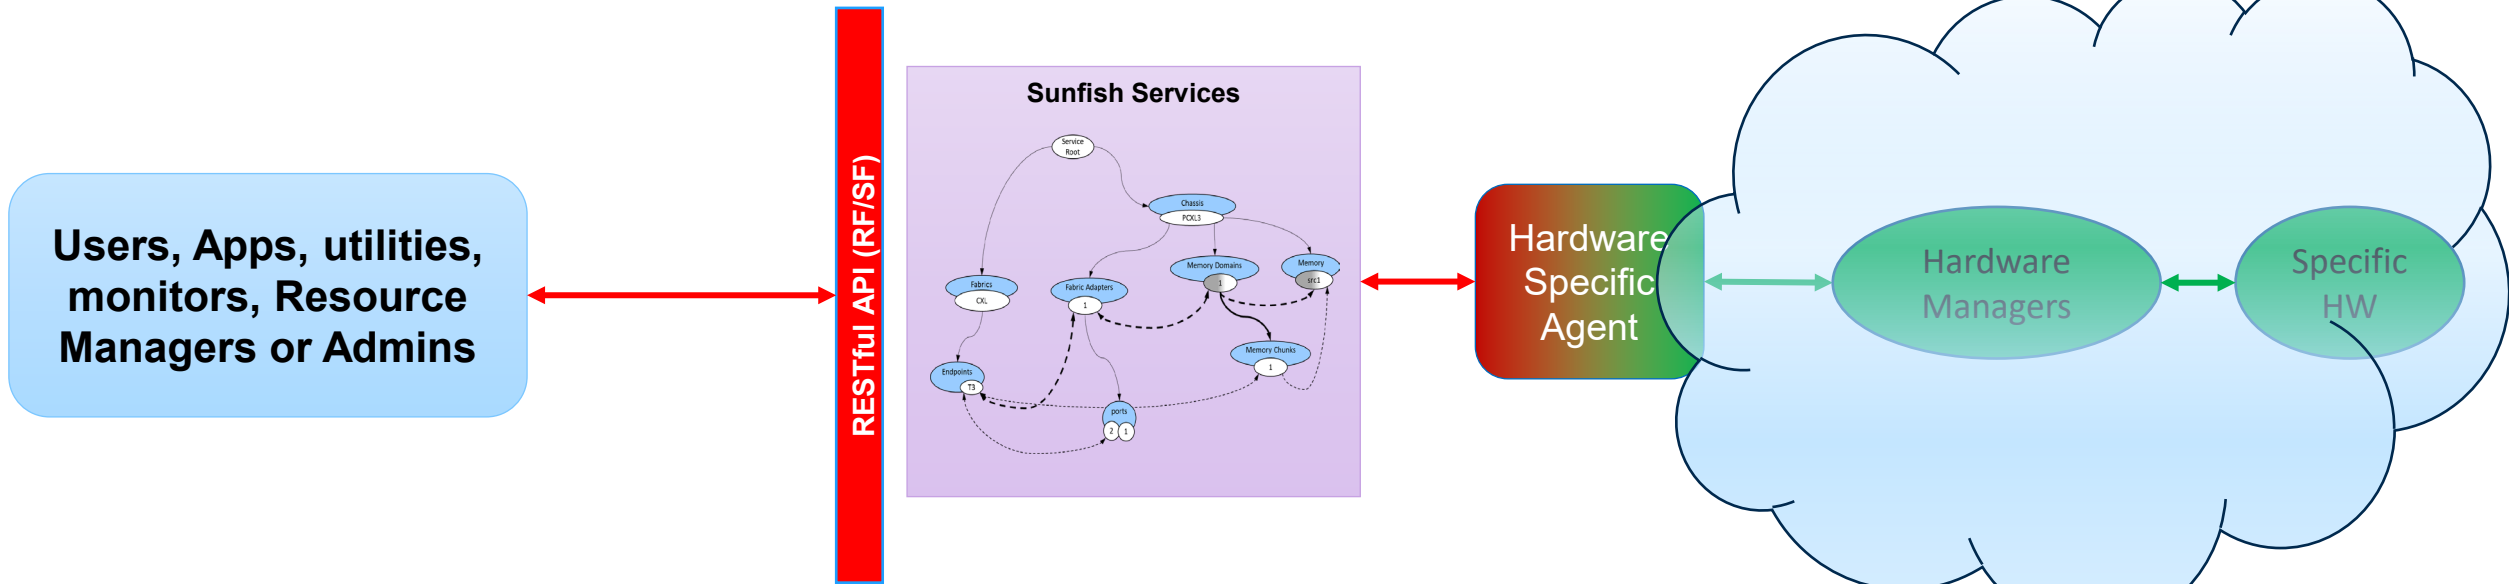 Users, Apps, utilities,
monitors, Resource
Managers or Admins
RESTful API (RF/SF)
Sunfish Services
Service
Root
Chassis
PCXL3
Fabrics
CXL
Fabric Adapters
1
Memory Domains
1
Memory
src1
Memory Chunks
1
Endpoints
T3
ports
2
1
Hardware
Specific
Agent
Hardware
Managers
Specific
HW